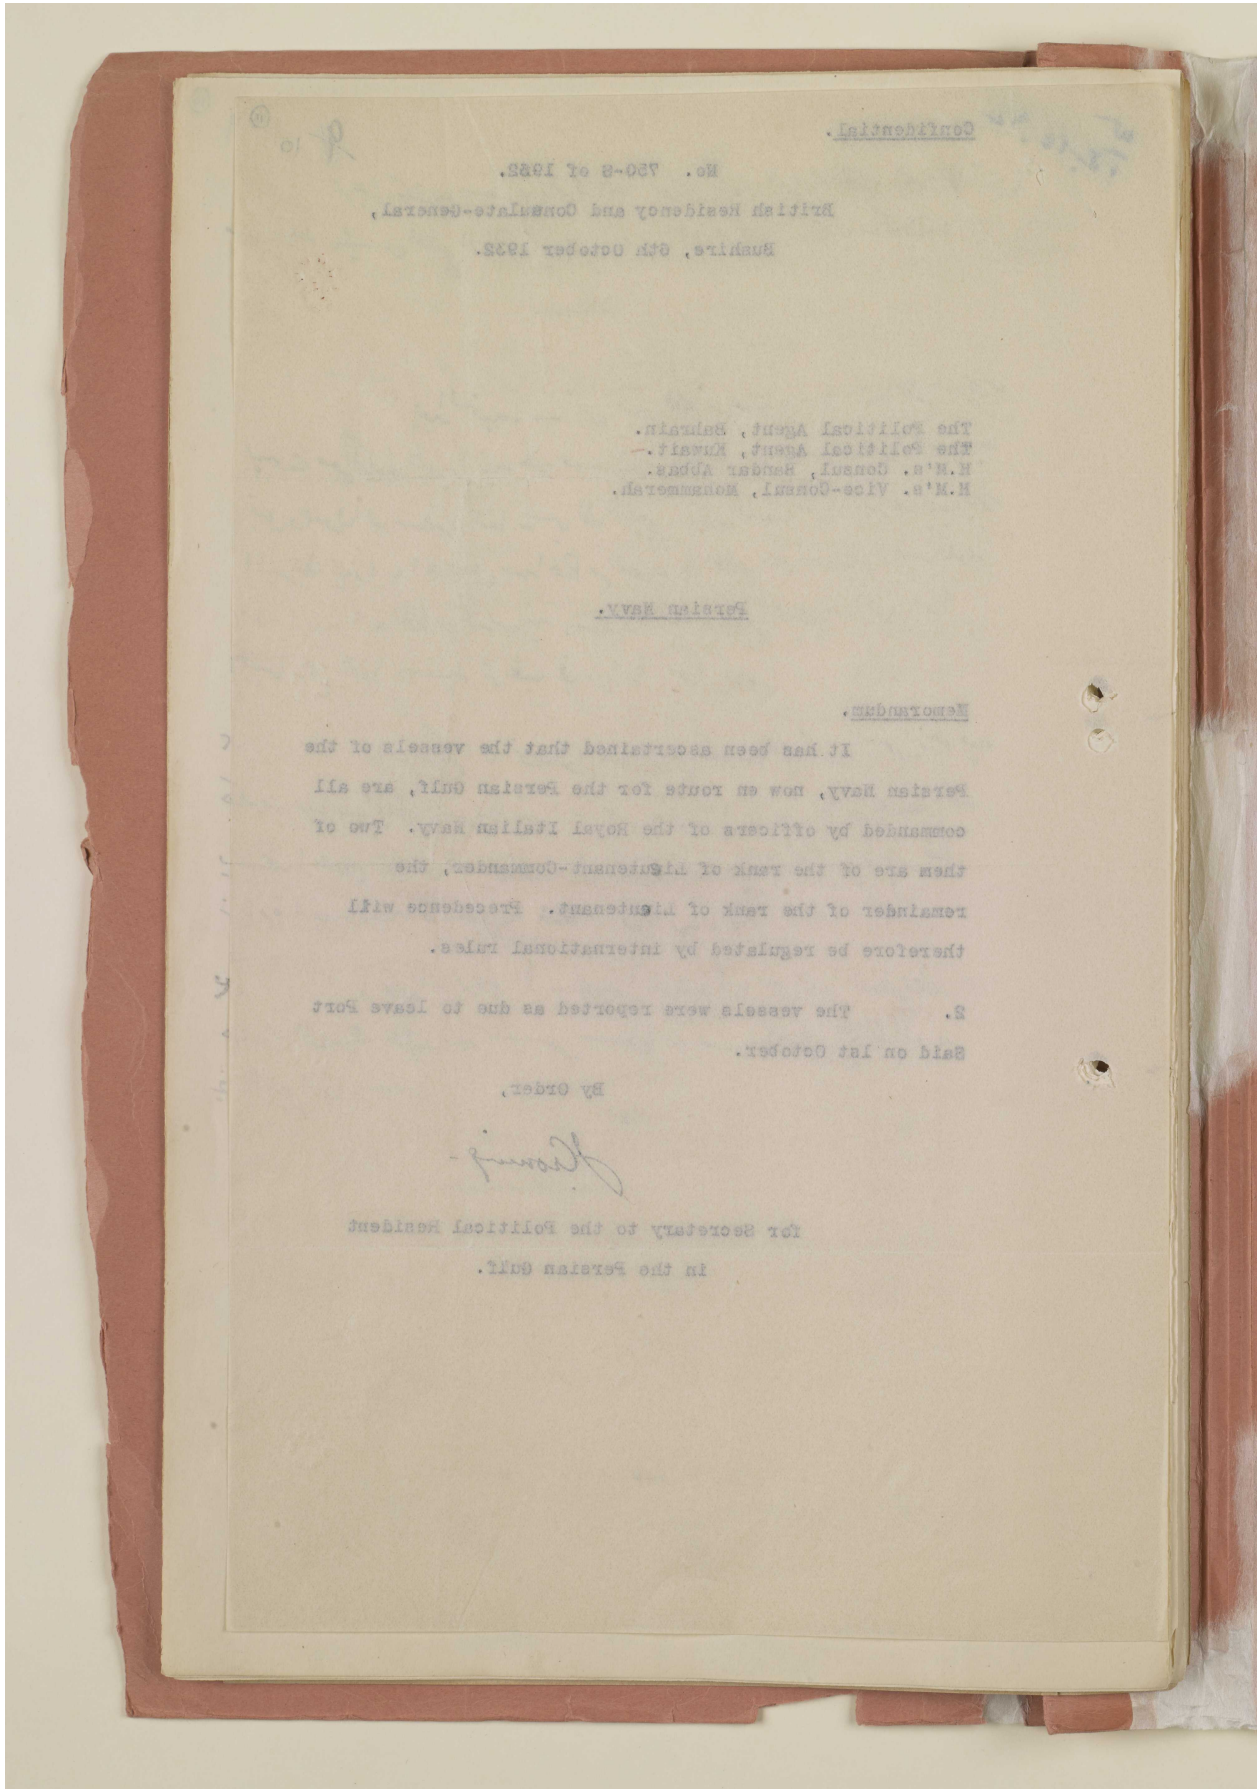 Confidential.
No. 750-S of 1932.
British Residency and Consulate-General,
Bushire, 6th October 1932.
The Political Agent, Bahrain.
The Political Agent, Kuwait.
H.M's. Consul, Bandar Abbas.
H.M's. Vice-Consul, Mohammerah.
Persian Navy.
Memorandum.
It has been ascertained that the vessels of the
Persian Navy, now en route for the Persian Gulf, are all
commanded by officers of the Royal Italian Navy. Two of
them are of the rank of Lieutenant-Commander, the
remainder of the rank of Lieutenant. Precedence will
therefore be regulated by international rules.
2. The vessels were reported as due to leave Port
Said on 1st October.
By Order,
for Secretary to the Political Resident
in the Persian Gulf.